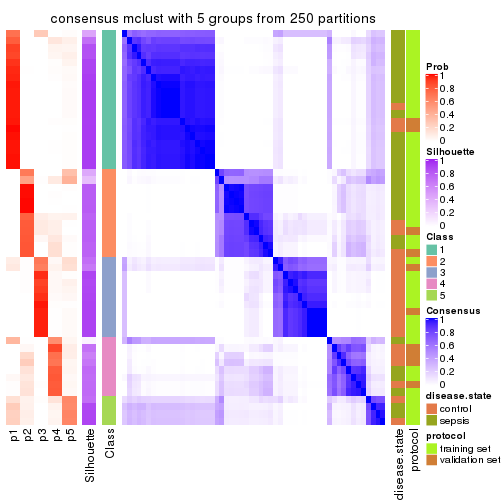 consensus mclust with 5 groups from 250 partitions
Prob
1
0.8
0.6
0.4
0.2
0
Silhouette
1
0.8
0.6
0.4
0.2
0
Class
1
2
3
4
5
Consensus
1
0.8
0.6
0.4
0.2
0
disease.state
control
sepsis
protocol
training set
validation set
p1
p2
p3
p4
p5
Silhouette
Class
disease.state
protocol